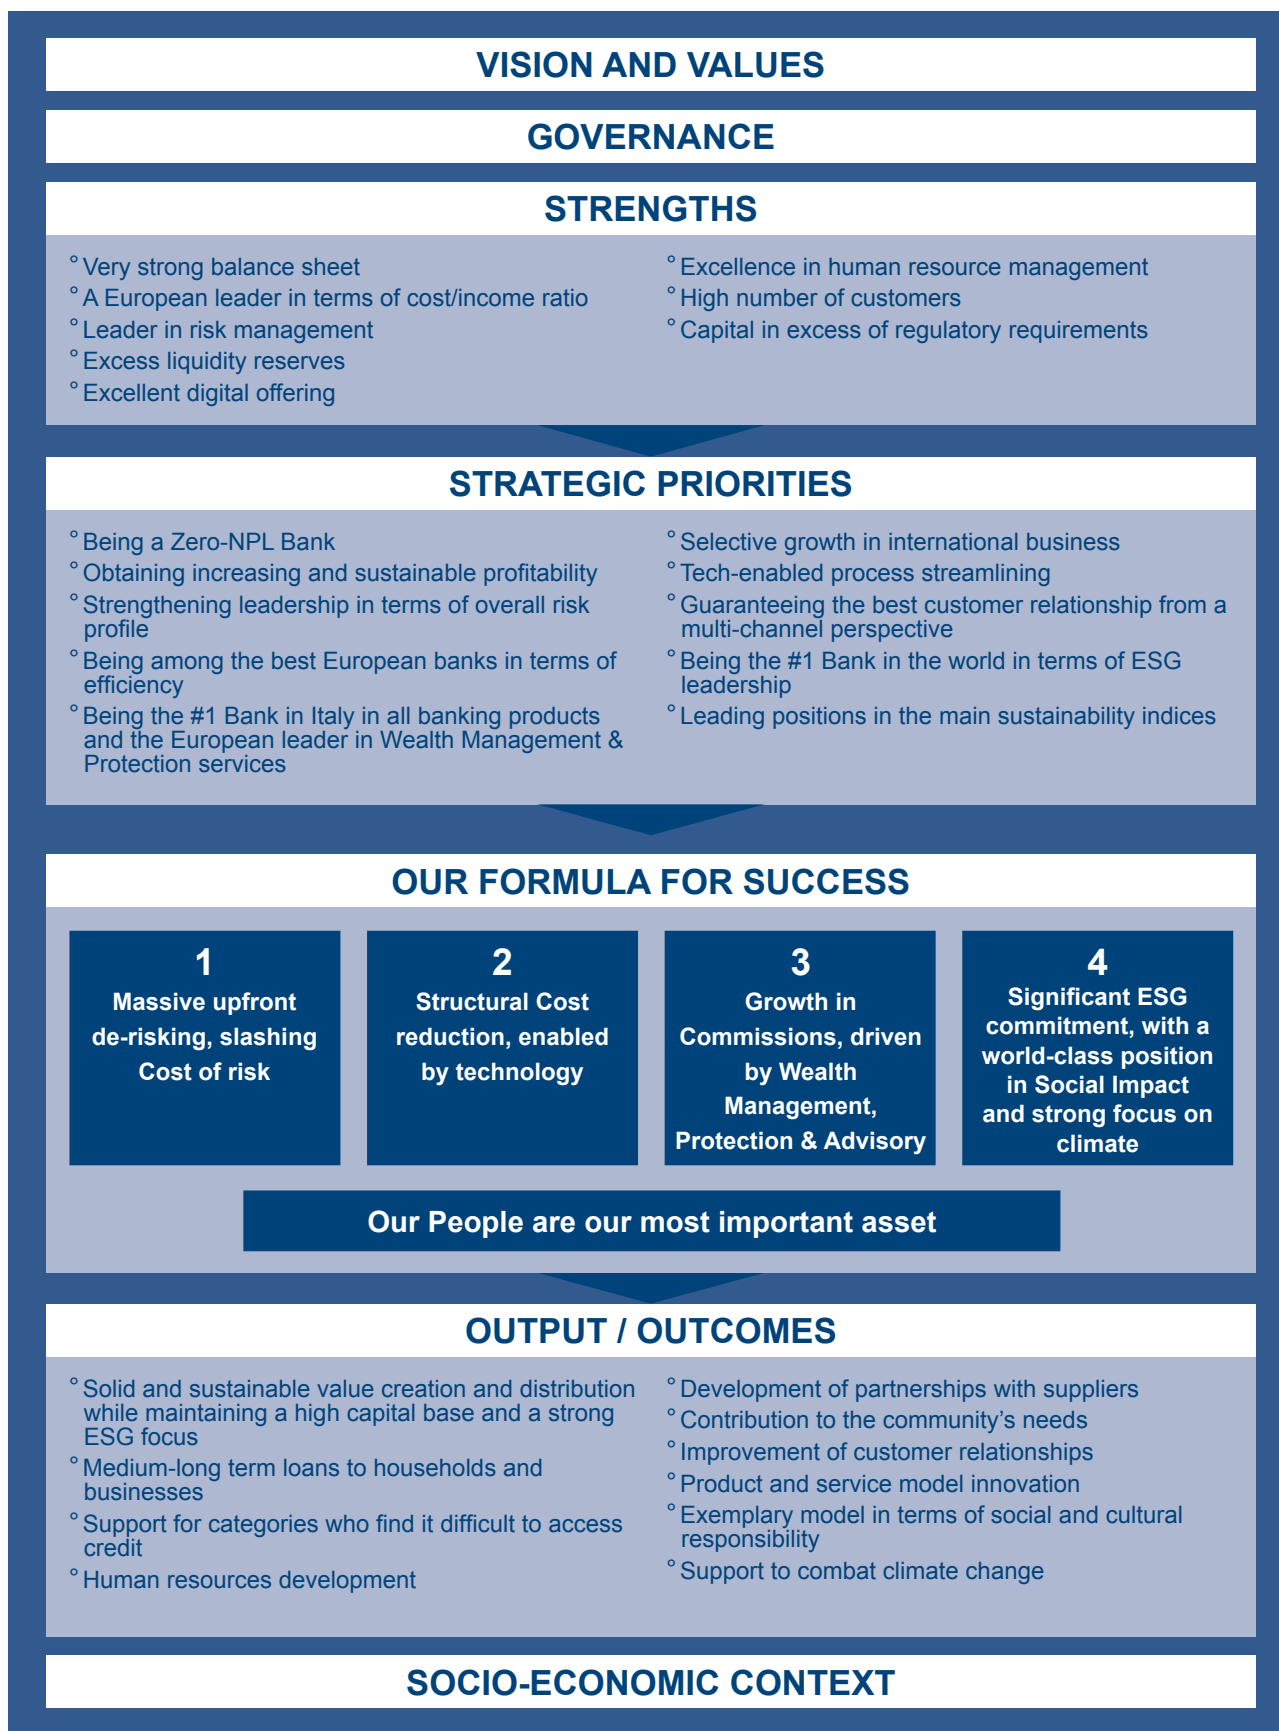 VISION AND VALUES
GOVERNANCE
STRENGTHS
° Very strong balance sheet
° A European leader in terms of cost/income ratio
° Leader in risk management
° Excess liquidity reserves
° Excellent digital offering
° Excellence in human resource management
° High number of customers
° Capital in excess of regulatory requirements
STRATEGIC PRIORITIES
° Being a Zero-NPL Bank
° Obtaining increasing and sustainable profitability
° Strengthening leadership in terms of overall risk
profile
° Being among the best European banks in terms of
efficiency
° Being the #1 Bank in Italy in all banking products
and the European leader in Wealth Management &
Protection services
° Selective growth in international business
° Tech-enabled process streamlining
° Guaranteeing the best customer relationship from a
multi-channel perspective
° Being the #1 Bank in the world in terms of ESG
leadership
° Leading positions in the main sustainability indices
OUR FORMULA FOR SUCCESS
1
Massive upfront
de-risking, slashing
Cost of risk
2
Structural Cost
reduction, enabled
by technology
3
Growth in
Commissions, driven
by Wealth
Management,
Protection & Advisory
4
Significant ESG
commitment, with a
world-class position
in Social Impact
and strong focus on
climate
Our People are our most important asset
OUTPUT / OUTCOMES
° Solid and sustainable value creation and distribution
while maintaining a high capital base and a strong
ESG focus
° Medium-long term loans to households and
businesses
° Support for categories who find it difficult to access
credit
° Human resources development
° Development of partnerships with suppliers
° Contribution to the community’s needs
° Improvement of customer relationships
° Product and service model innovation
° Exemplary model in terms of social and cultural
responsibility
° Support to combat climate change
SOCIO-ECONOMIC CONTEXT